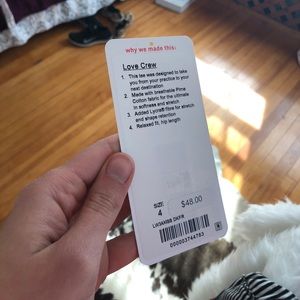 why we made this:
Love Crew
1. This tee was designed to take
you from your practice to your
next destination
2. Made with breathable Pima
Cotton fabric for the ultimate
in softness and stretch
3. Added Lycra® fibre for stretch
and shape retention
4. Relaxed fit, hip length
SIZE
4
$48.00
000003764783